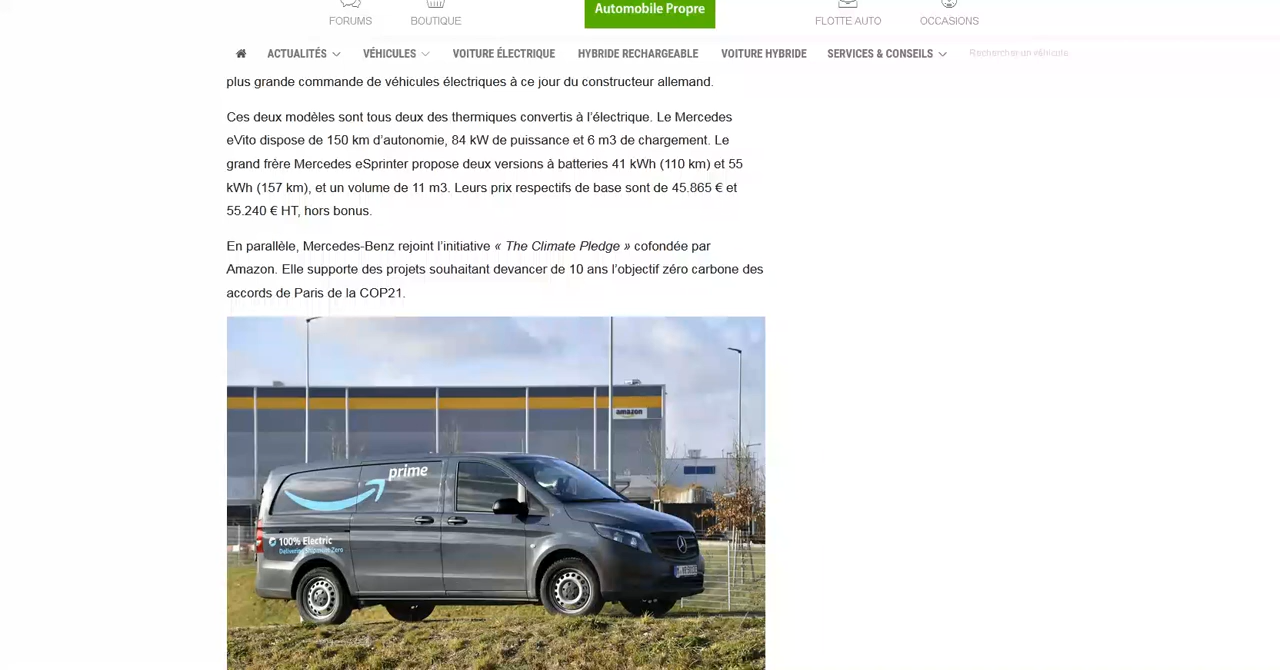 Automobile Propre
FORUMS
BOUTIQUE
FLOTTE AUTO
OCCASIONS
ACTUALITÉS
VÉHICULES
VOITURE ÉLECTRIQUE
HYBRIDE RECHARGEABLE
VOITURE HYBRIDE
SERVICES & CONSEILS
Rechercher un véhicule
plus grande commande de véhicules électriques à ce jour du constructeur allemand.
Ces deux modèles sont tous deux des thermiques convertis à l’électrique. Le Mercedes
eVito dispose de 150 km d’autonomie, 84 kW de puissance et 6 m3 de chargement. Le
grand frère Mercedes eSprinter propose deux versions à batteries 41 kWh (110 km) et 55
kWh (157 km), et un volume de 11 m3. Leurs prix respectifs de base sont de 45.865 € et
55.240 € HT, hors bonus.
En parallèle, Mercedes-Benz rejoint l’initiative « The Climate Pledge » cofondée par
Amazon. Elle supporte des projets souhaitant devancer de 10 ans l’objectif zéro carbone des
accords de Paris de la COP21.
amazon
prime
100% Electric
Delivering Shipment Zero